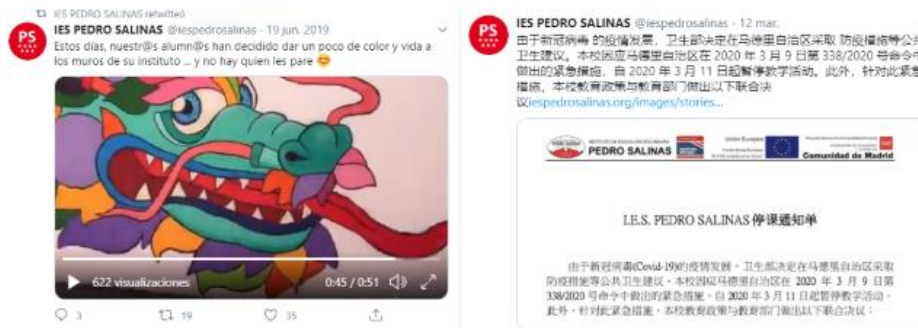 IES PEDRO SALINAS retwitteó
PS
IES PEDRO SALINAS @iespedrosalinas · 19 jun. 2019
Estos días, nuestr@s alumn@s han decidido dar un poco de color y vida a
los muros de su instituto ... y no hay quien les pare
622 visualizaciones
0:45 / 0:51
3
19
35
PS
IES PEDRO SALINAS @iespedrosalinas · 12 mar.
由于新冠病毒 的疫情发展，卫生部决定在马德里自治区采取 防疫措施等公共
卫生建议。本校因应马德里自治区在 2020 年 3 月 9 日第 338/2020 号命令中
做出的紧急措施，自 2020 年 3 月 11 日起暂停教学活动。此外，针对此紧急
措施，本校教育政策与教育部门做出以下联合决
议iespedrosalinas.org/images/stories...
PEDRO SALINAS
Comunidad de Madrid
I.E.S. PEDRO SALINAS 停课通知单
由于新冠病毒(Covid-19)的疫情发展，卫生部决定在马德里自治区采取
防疫措施等公共卫生建议。本校因应马德里自治区在 2020 年 3 月 9 日第
338/2020 号命令中做出的紧急措施，自 2020 年 3 月 11 日起暂停教学活动。
此外，针对此紧急措施，本校教育政策与教育部门做出以下联合决议：